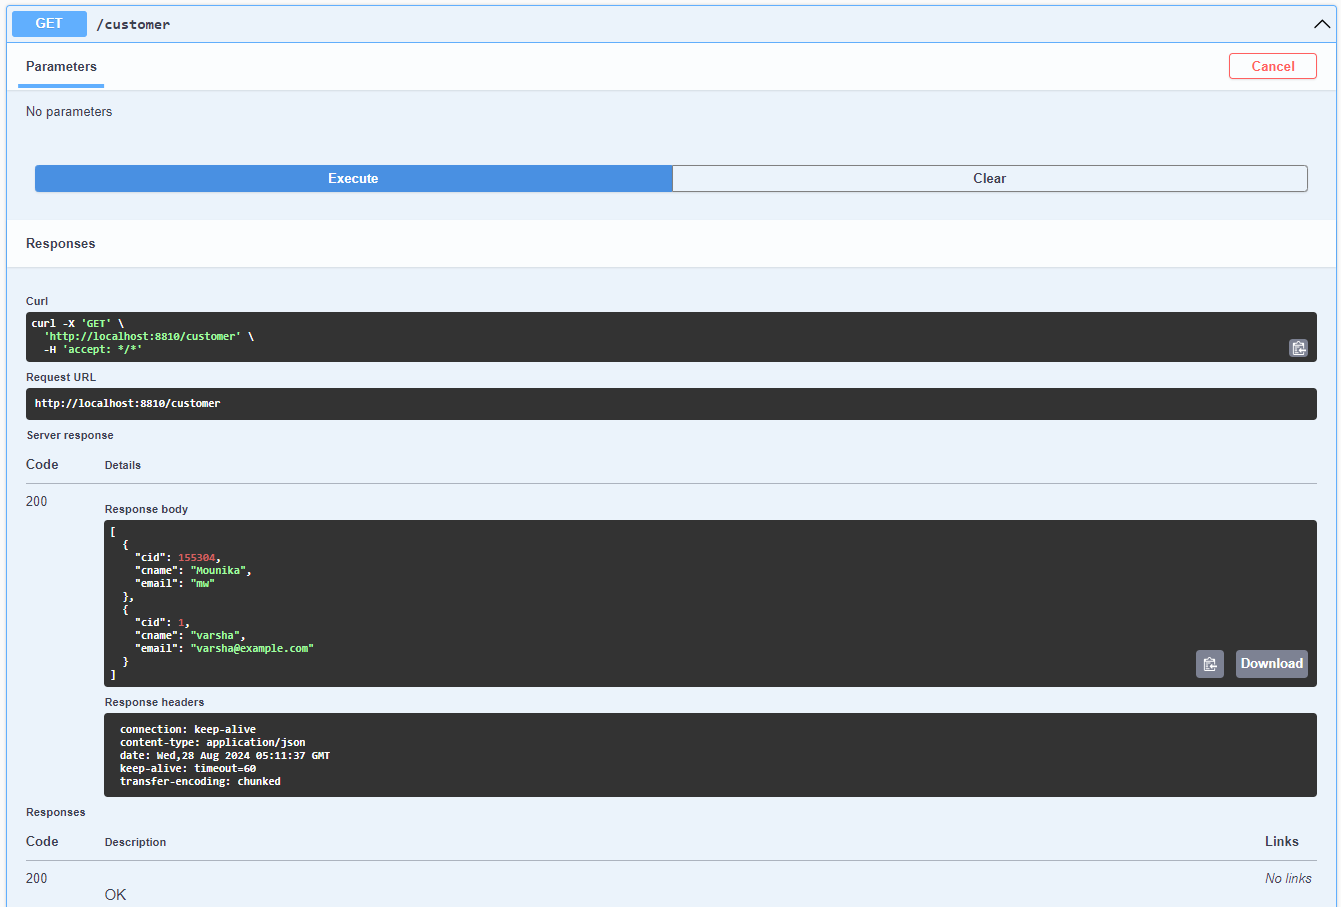 GET /customer
Parameters
Cancel
No parameters
Execute
Clear
Responses
Curl
curl -X 'GET' \
  'http://localhost:8810/customer' \
  -H 'accept: */*'
Request URL
http://localhost:8810/customer
Server response
Code Details
200
Response body
[
  {
    "cid": 155304,
    "cname": "Mounika",
    "email": "mw"
  },
  {
    "cid": 1,
    "cname": "varsha",
    "email": "varsha@example.com"
  }
]
Download
Response headers
connection: keep-alive
content-type: application/json
date: Wed,28 Aug 2024 05:11:37 GMT
keep-alive: timeout=60
transfer-encoding: chunked
Responses
Code Description Links
200 No links
OK